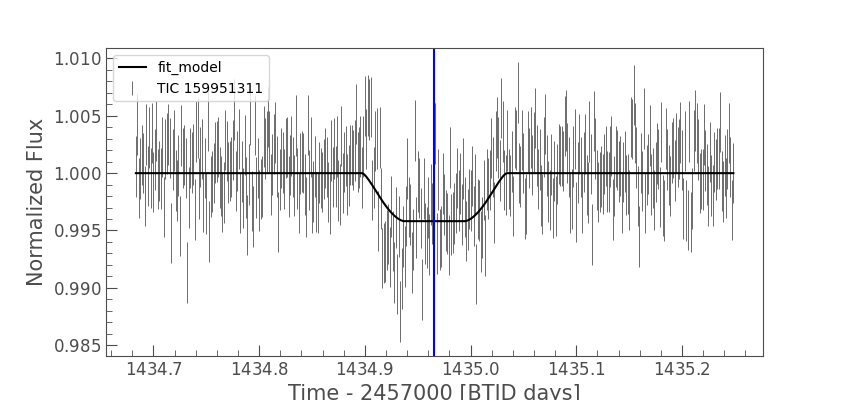 fit_model
TIC 159951311
1.010
1.005
1.000
0.995
0.990
0.985
Normalized Flux
1434.7 1434.8 1434.9 1435.0 1435.1 1435.2
Time - 2457000 [BTJD days]